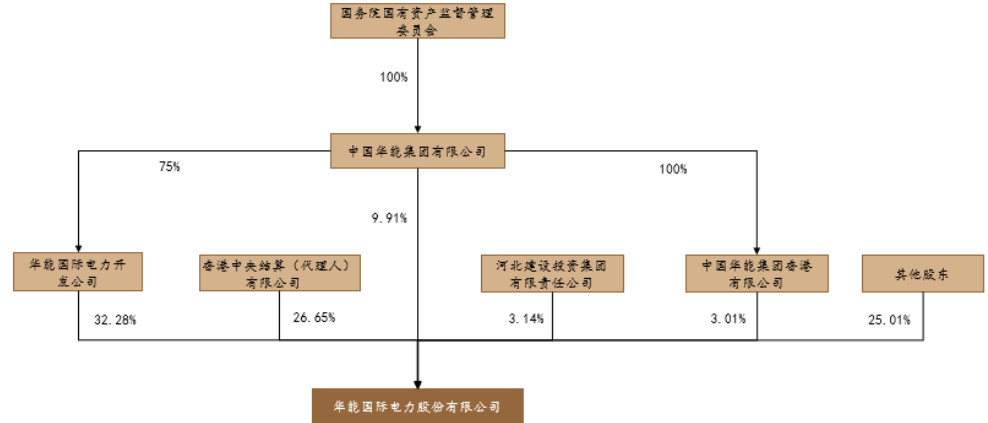 国务院国有资产监督管理
委员会
100%
中国华能集团有限公司
75%
100%
9.91%
华能国际电力开
发公司
香港中央结算（代理人）
有限公司
河北建设投资集团
有限责任公司
中国华能集团香港
有限公司
其他股东
32.28%
26.65%
3.14%
3.01%
25.01%
华能国际电力股份有限公司